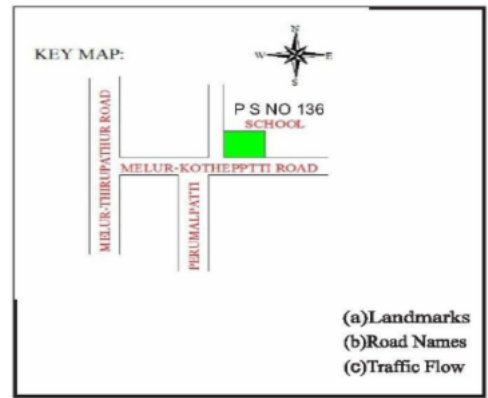 KEY MAP:
N
W
E
S
P S NO 136
SCHOOL
MELUR-THIRUPATHUR ROAD
MELUR-KOTHEPPTTI ROAD
PERUMALPATTI
(a)Landmarks
(b)Road Names
(c)Traffic Flow